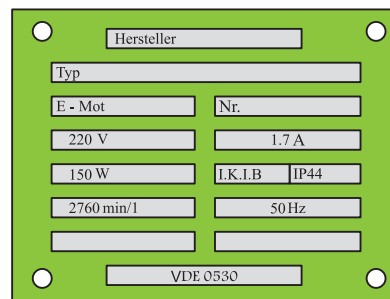 Hersteller
Typ
E - Mot Nr.
220 V 1.7 A
150 W I.K.I.B IP44
2760 min/1 50 Hz
VDE 0530